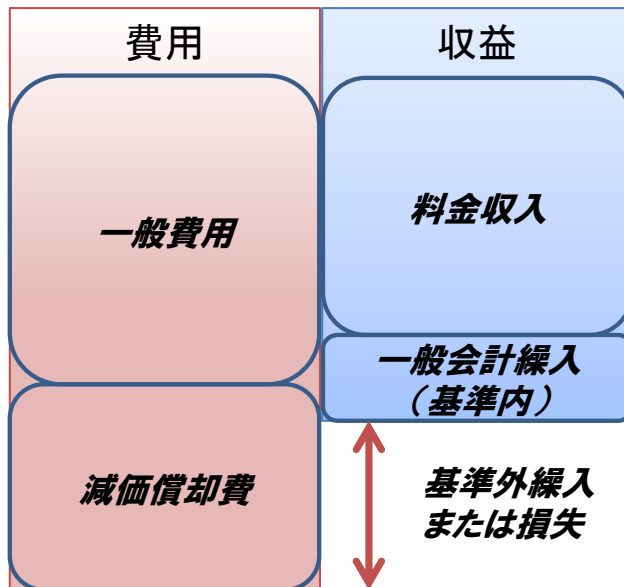 費用
収益
一般費用
料金収入
一般会計繰入
（基準内）
減価償却費
基準外繰入
または損失